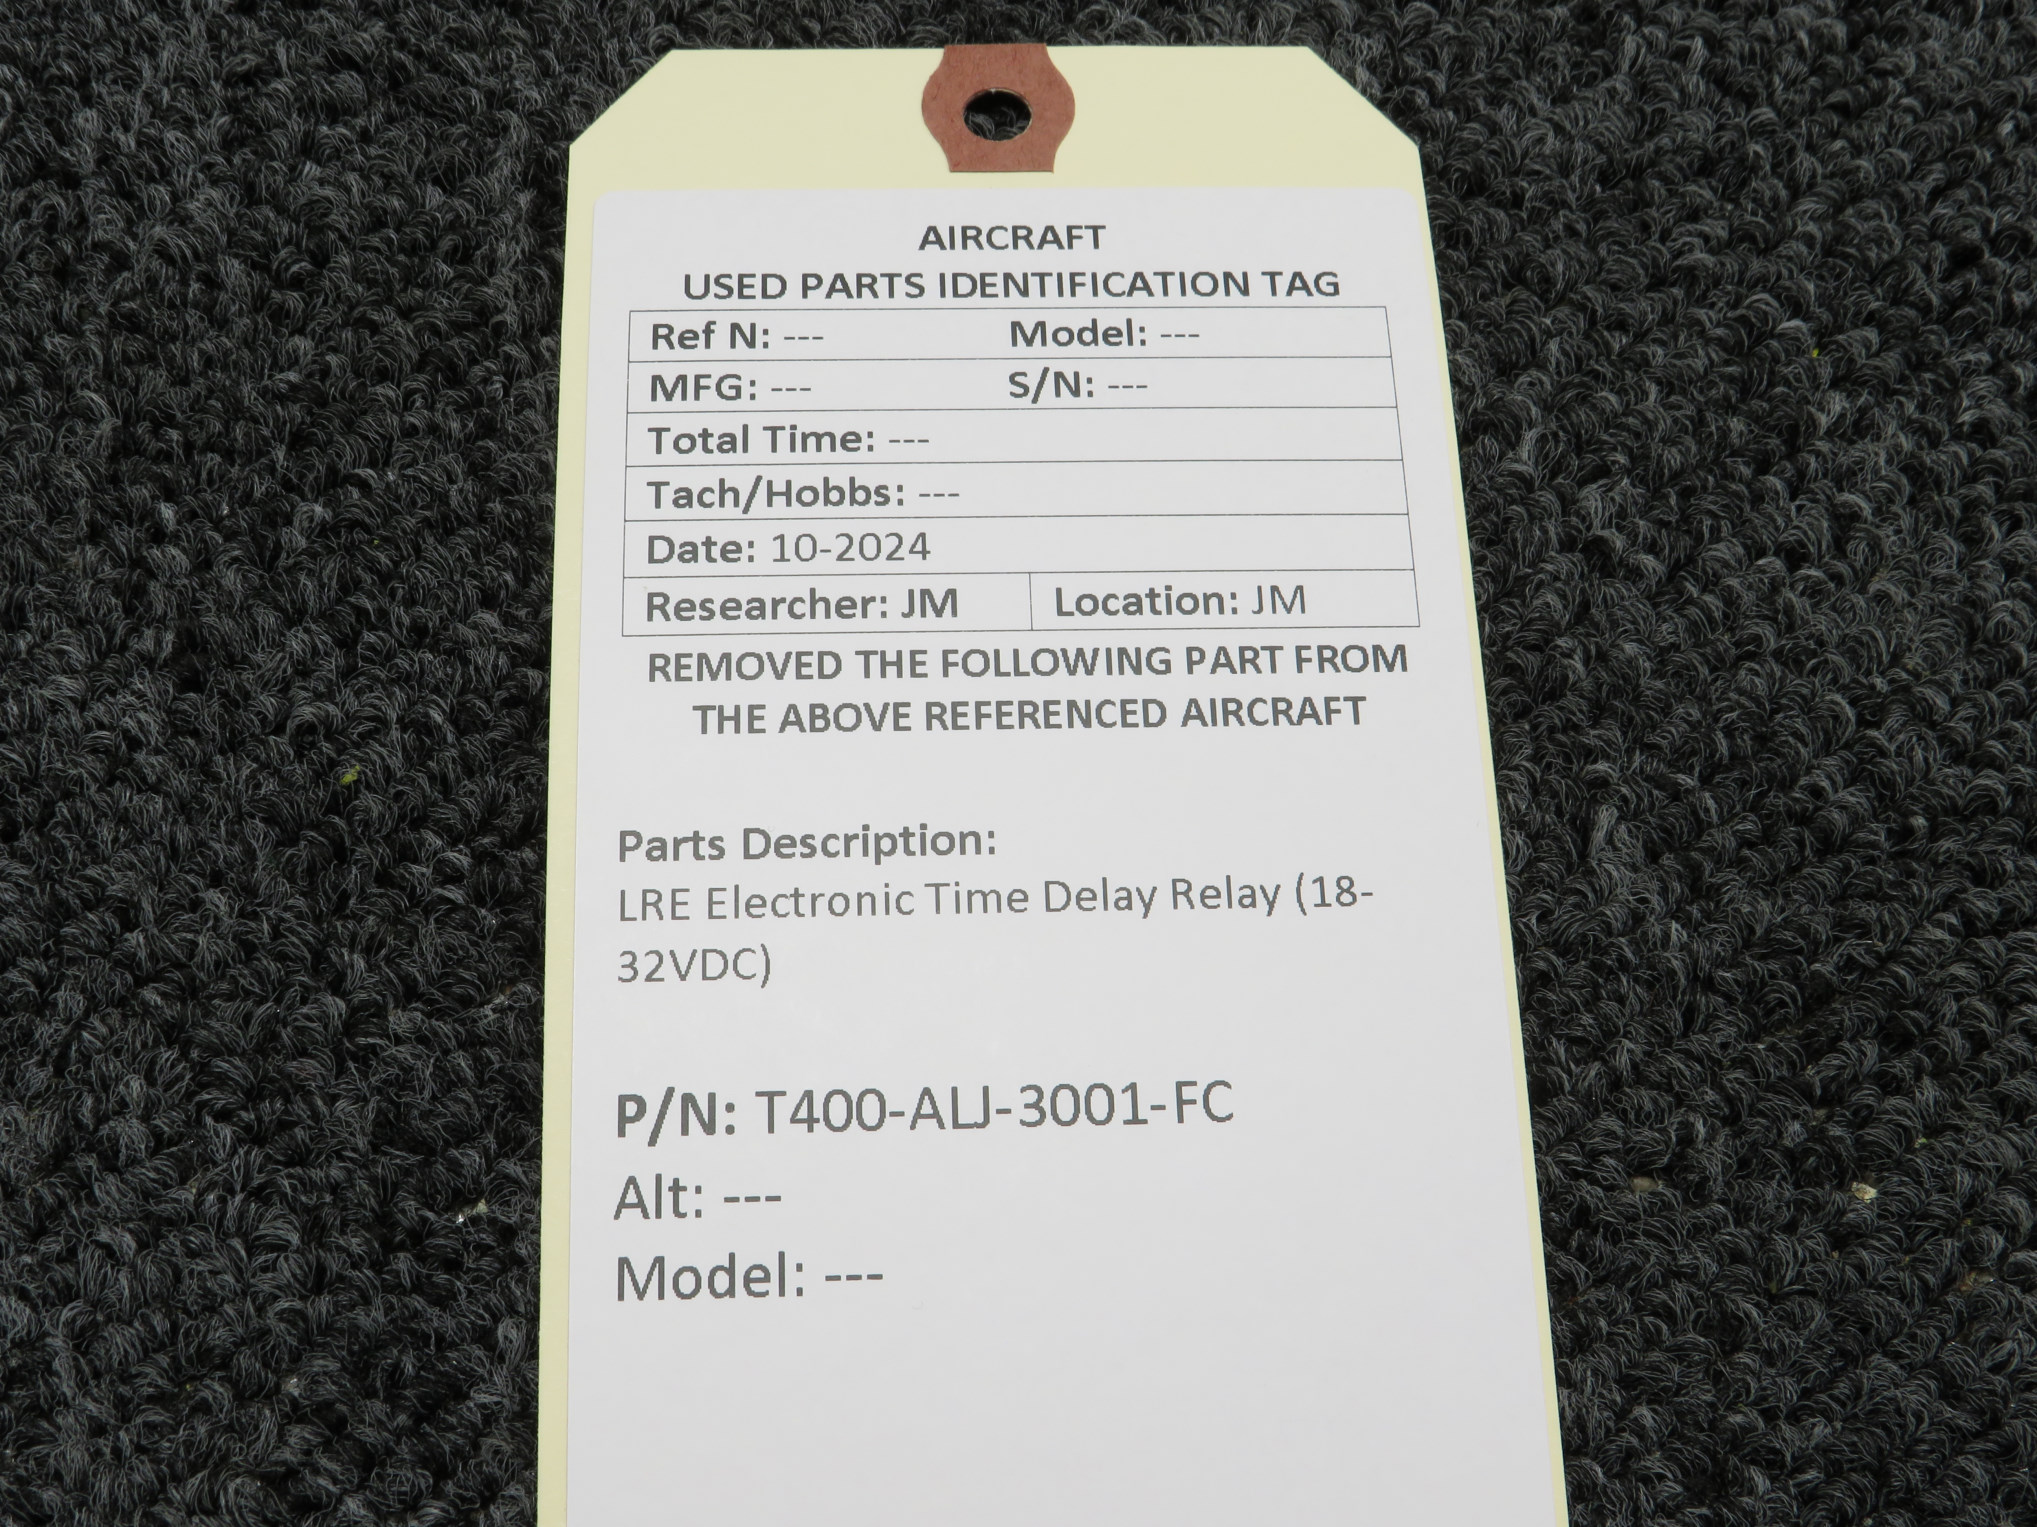 AIRCRAFT
USED PARTS IDENTIFICATION TAG
Ref N: --- Model: ---
MFG: --- S/N: ---
Total Time: ---
Tach/Hobbs: ---
Date: 10-2024
Researcher: JM Location: JM
REMOVED THE FOLLOWING PART FROM
THE ABOVE REFERENCED AIRCRAFT
Parts Description:
LRE Electronic Time Delay Relay (18-
32VDC)
P/N: T400-ALJ-3001-FC
Alt: ---
Model: ---